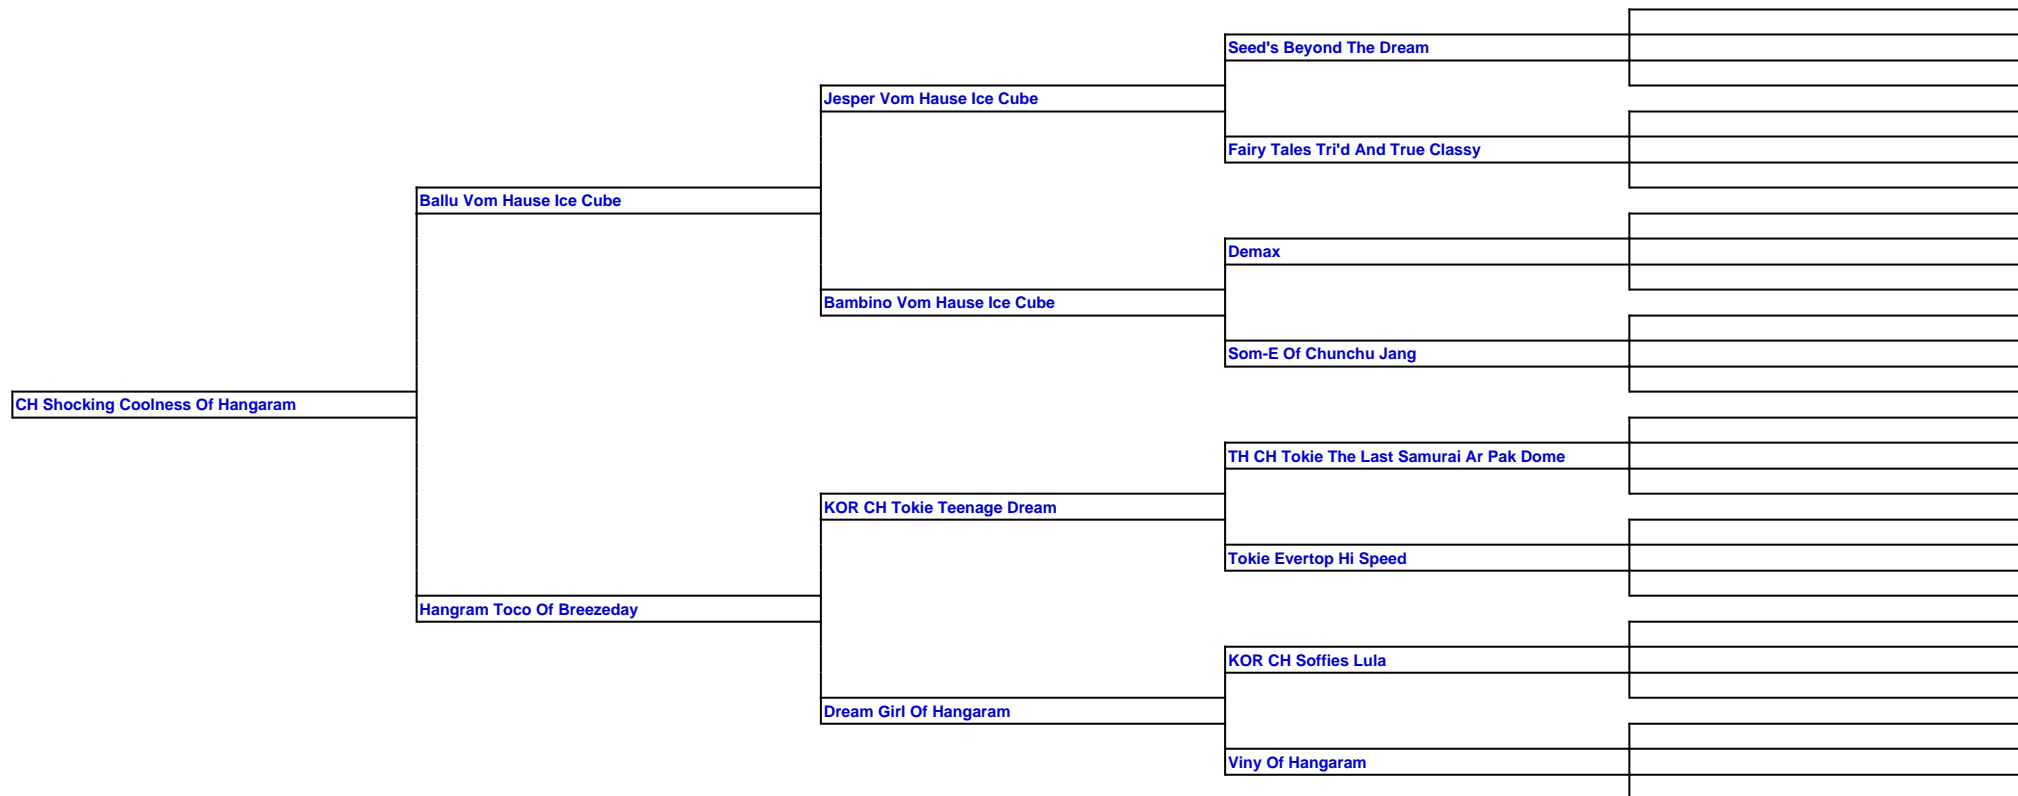 Seed's Beyond The Dream
Jesper Vom Hause Ice Cube
Fairy Tales Tri'd And True Classy
Ballu Vom Hause Ice Cube
Demax
Bambino Vom Hause Ice Cube
Som-E Of Chunchu Jang
CH Shocking Coolness Of Hangaram
TH CH Tokie The Last Samurai Ar Pak Dome
KOR CH Tokie Teenage Dream
Tokie Evertop Hi Speed
Hangram Toco Of Breezeday
KOR CH Soffies Lula
Dream Girl Of Hangaram
Viny Of Hangaram